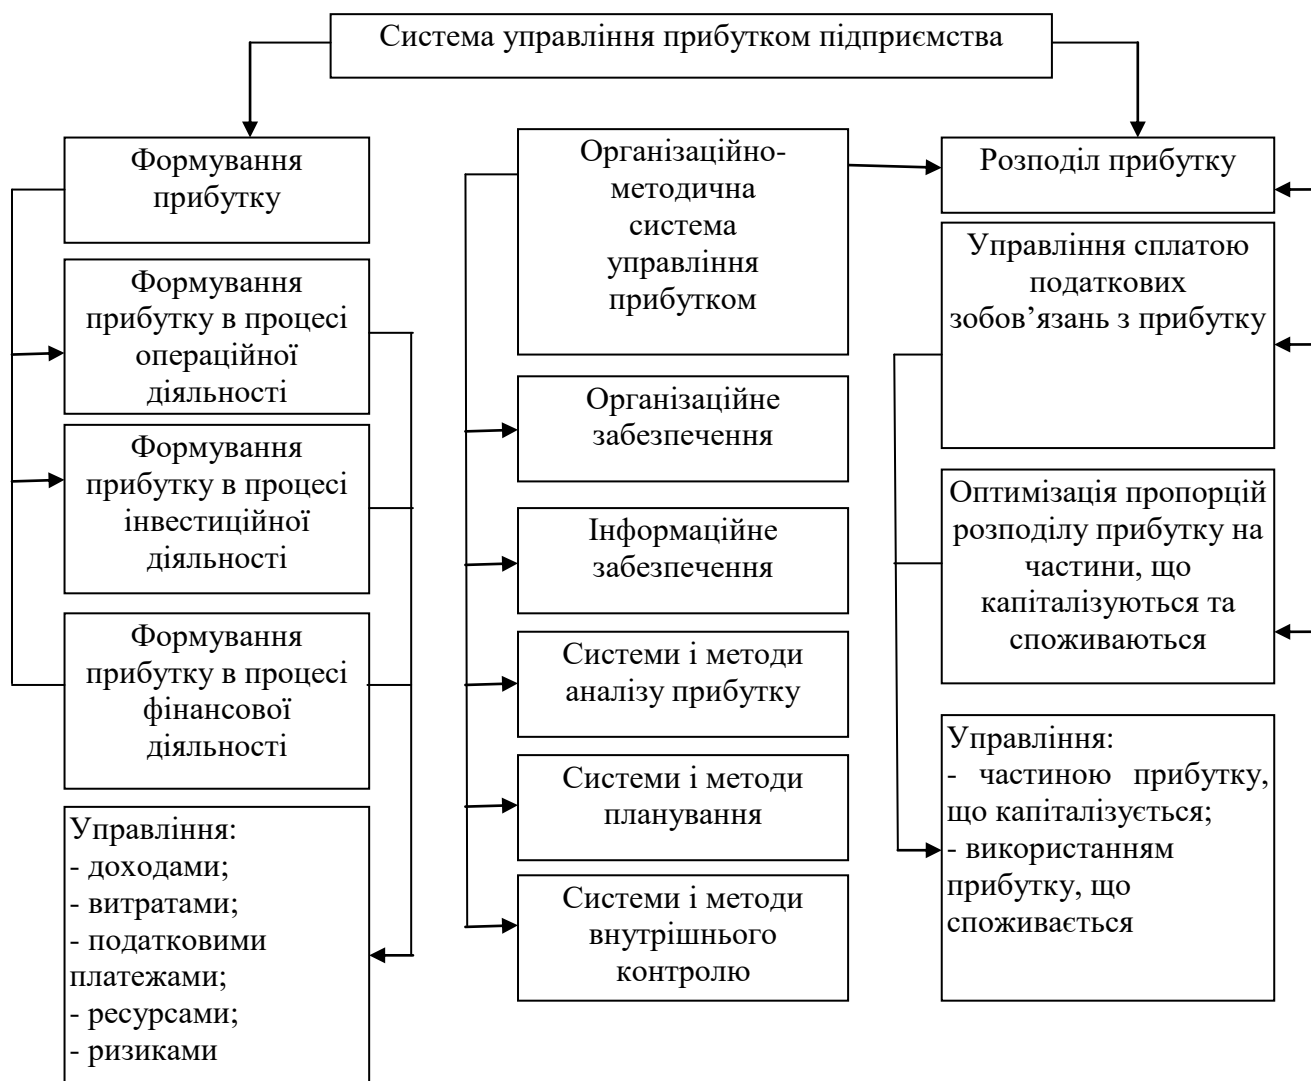 Система управління прибутком підприємства
Формування
прибутку
Формування
прибутку в процесі
операційної
діяльності
Формування
прибутку в процесі
інвестиційної
діяльності
Формування
прибутку в процесі
фінансової
діяльності
Управління:
- доходами;
- витратами;
- податковими
платежами;
- ресурсами;
- ризиками
Організаційно-
методична
система
управління
прибутком
Організаційне
забезпечення
Інформаційне
забезпечення
Системи і методи
аналізу прибутку
Системи і методи
планування
Системи і методи
внутрішнього
контролю
Розподіл прибутку
Управління сплатою
податкових
зобов’язань з прибутку
Оптимізація пропорцій
розподілу прибутку на
частини, що
капіталізуються та
споживаються
Управління:
- частиною прибутку,
що капіталізується;
- використанням
прибутку, що
споживається